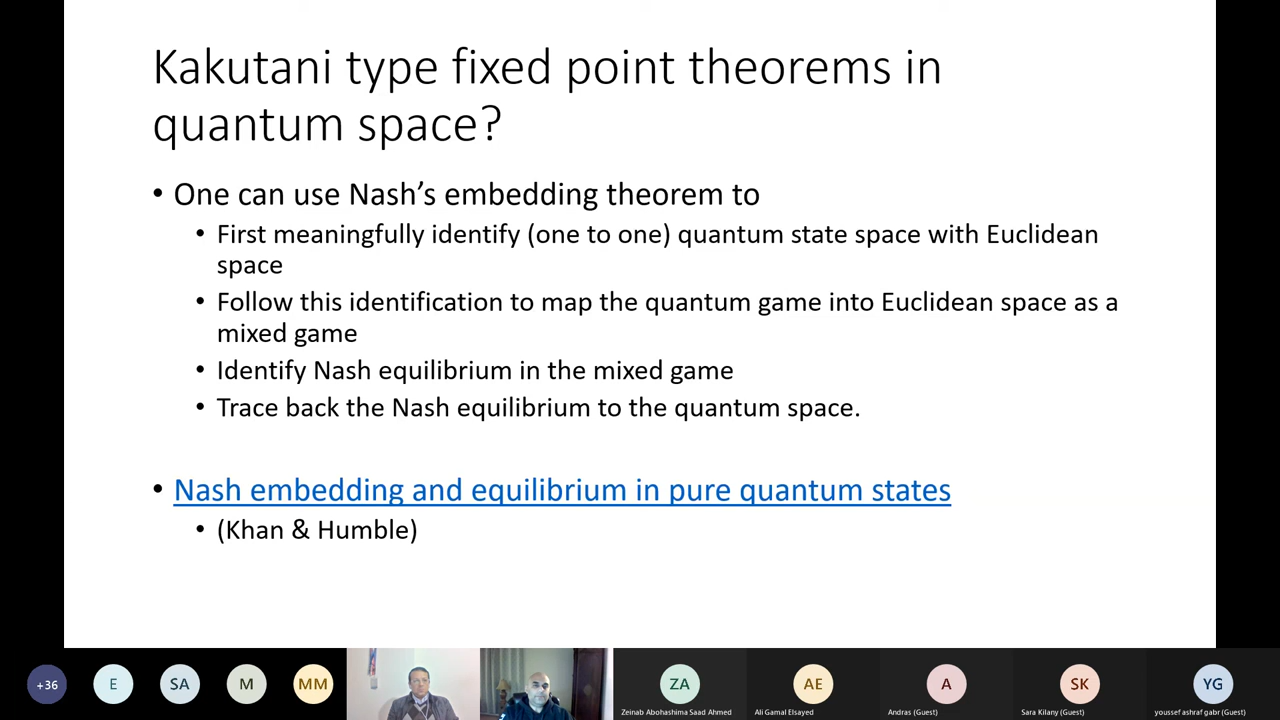 Kakutani type fixed point theorems in
quantum space?
• One can use Nash's embedding theorem to
• First meaningfully identify (one to one) quantum state space with Euclidean
space
• Follow this identification to map the quantum game into Euclidean space as a
mixed game
• Identify Nash equilibrium in the mixed game
• Trace back the Nash equilibrium to the quantum space.
• Nash embedding and equilibrium in pure quantum states
• (Khan & Humble)
+36
E
SA
M
MM
ZA
AE
A
SK
YG
Zeinab Abohashima Saad Ahmed
Ali Gamal Elsayed
Andras (Guest)
Sara Kilany (Guest)
youssef ashraf gabr (Guest)